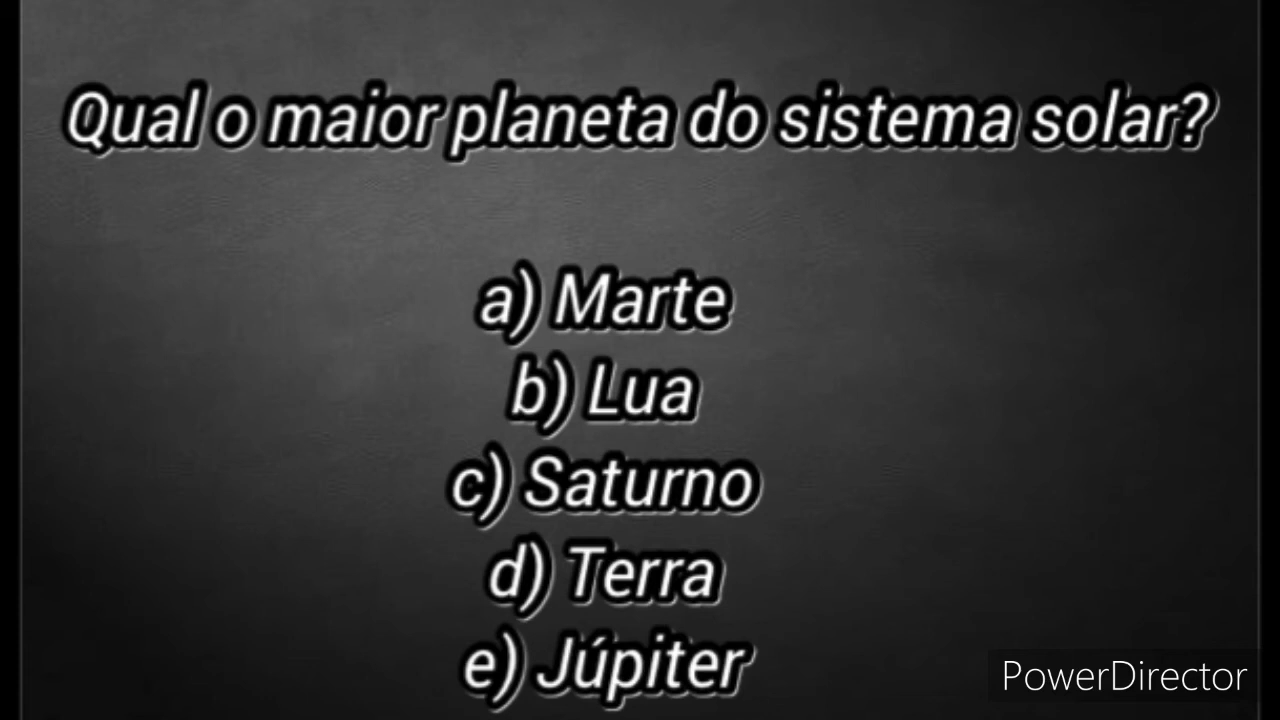 Qual o maior planeta do sistema solar?
a) Marte
b) Lua
c) Saturno
d) Terra
e) Júpiter
PowerDirector